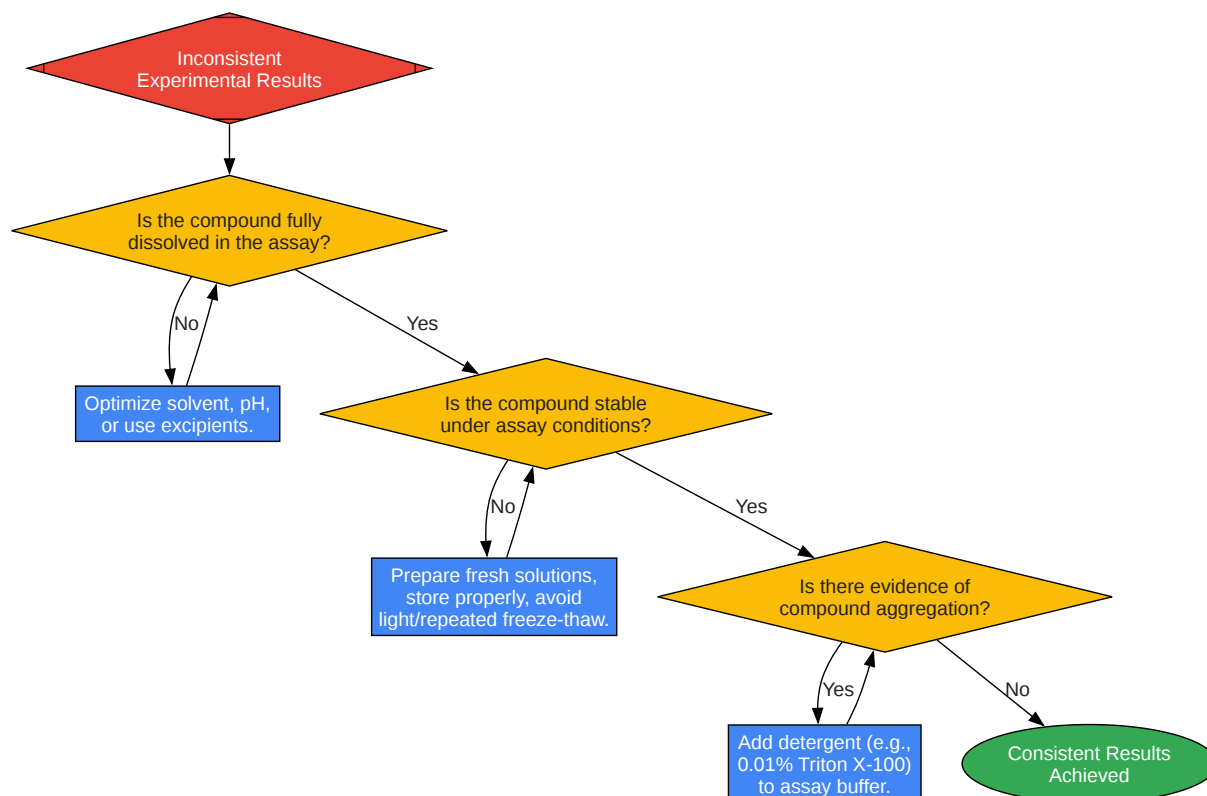 Inconsistent
Experimental Results
Is the compound fully
dissolved in the assay?
No
Yes
Optimize solvent, pH,
or use excipients.
Is the compound stable
under assay conditions?
No
Yes
Prepare fresh solutions,
store properly, avoid
light/repeated freeze-thaw.
Is there evidence of
compound aggregation?
Yes
No
Add detergent (e.g.,
0.01% Triton X-100)
to assay buffer.
Consistent Results
Achieved